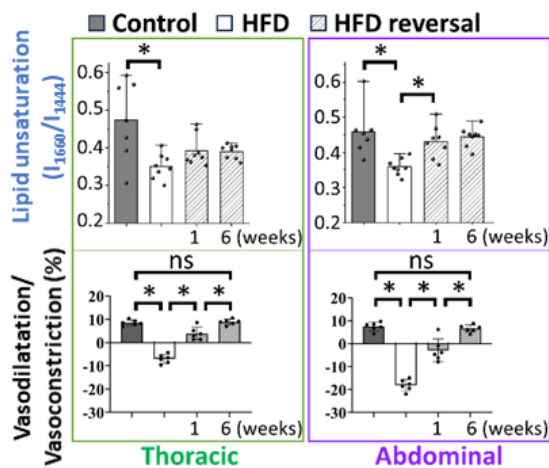 Control HFD HFD reversal
Lipid unsaturation
(I1660/I1444)
0.6
0.5
0.4
0.3
0.2
*
1 6 (weeks)
0.6
0.5
0.4
0.3
0.2
*
*
1 6 (weeks)
Vasodilatation/
Vasoconstriction (%)
20
10
0
-10
-20
-30
ns
* * *
1 6 (weeks)
20
10
0
-10
-20
-30
ns
* * *
1 6 (weeks)
Thoracic Abdominal